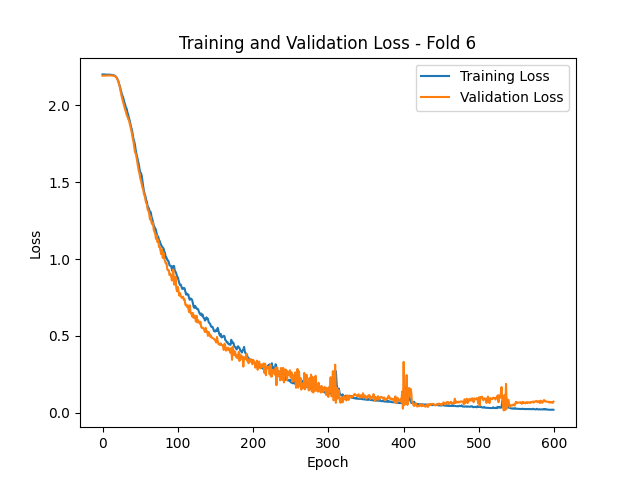 Training and Validation Loss - Fold 6
Training Loss
Validation Loss
2.0
1.5
1.0
0.5
0.0
Loss
0 100 200 300 400 500 600
Epoch